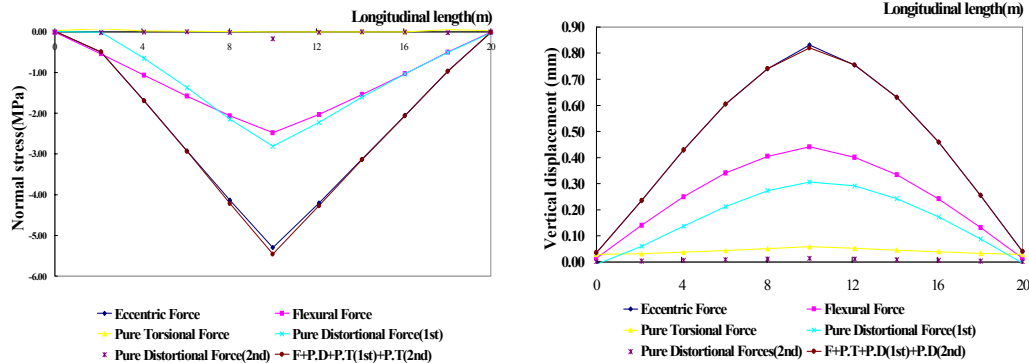 Longitudinal length(m)
0.00
0 4 8 12 16 20
-1.00
-2.00
-3.00
-4.00
-5.00
-6.00
Normal stress(MPa)
Eccentric Force
Flexural Force
Pure Torsional Force
Pure Distortional Force(1st)
Pure Distortional Force(2nd)
F+P.D+P.T(1st)+P.T(2nd)
Longitudinal length(m)
0.90
0.80
0.70
0.60
0.50
0.40
0.30
0.20
0.10
0.00
0 4 8 12 16 20
Vertical displacement (mm)
Eccentric Force
Flexural Force
Pure Torsional Force
Pure Distortional Force(1st)
Pure Distortional Forces(2nd)
F+P.T+P.D(1st)+P.D(2nd)